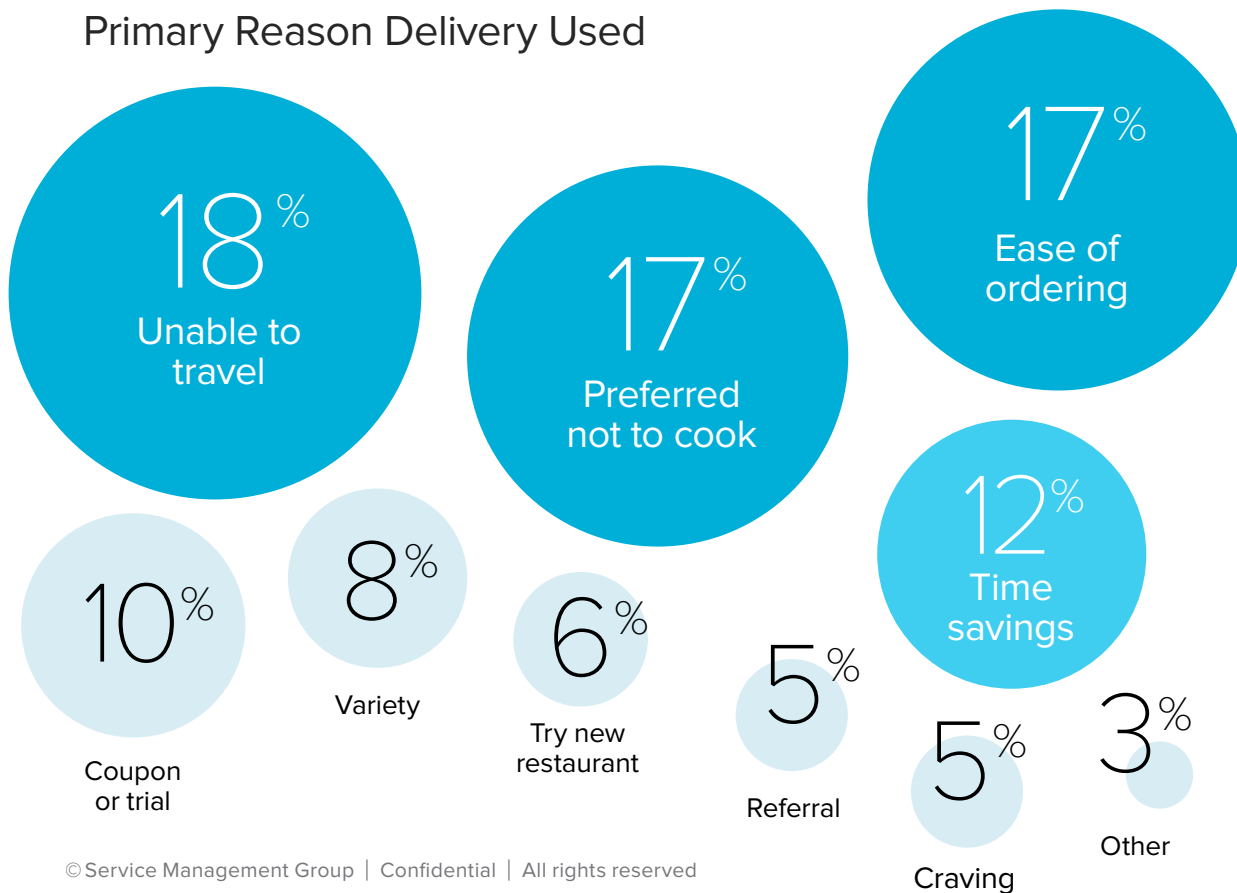 Primary Reason Delivery Used
18%
Unable to
travel
17%
Preferred
not to cook
17%
Ease of
ordering
12%
Time
savings
10%
Coupon
or trial
8%
Variety
6%
Try new
restaurant
5%
Referral
5%
Craving
3%
Other
© Service Management Group | Confidential | All rights reserved